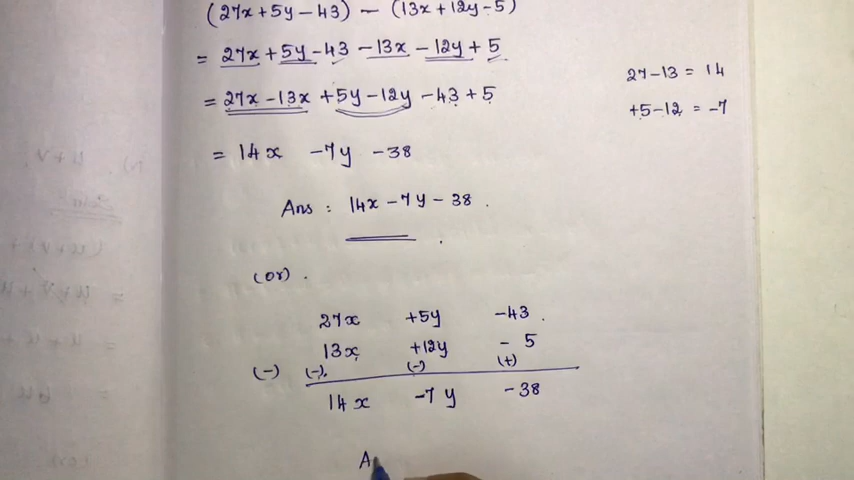 (27x+5y-43) - (13x+12y-5)
= 27x + 5y - 43 - 13x - 12y + 5
= 27x - 13x + 5y - 12y - 43 + 5
27-13 = 14
+5-12 = -7
= 14x -7y -38
Ans : 14x - 7y - 38 .
(or) .
27x +5y -43 .
13x +12y - 5
(-) (-). (-) (+)
14x -7y -38
A